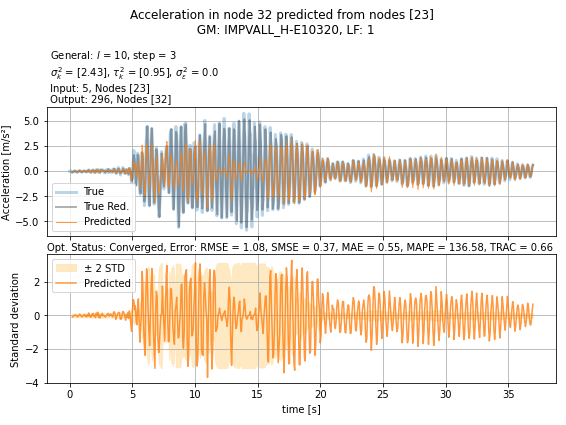 Acceleration in node 32 predicted from nodes [23]
GM: IMPVALL_H-E10320, LF: 1
General: l = 10, step = 3
σ²ₖ = [2.43], τ²ₖ = [0.95], σ²ε = 0.0
Input: 5, Nodes [23]
Output: 296, Nodes [32]
Acceleration [m/s²]
5.0
2.5
0.0
−2.5
−5.0
True
True Red.
Predicted
Opt. Status: Converged, Error: RMSE = 1.08, SMSE = 0.37, MAE = 0.55, MAPE = 136.58, TRAC = 0.66
Standard deviation
2
0
−2
−4
± 2 STD
Predicted
0 5 10 15 20 25 30 35
time [s]